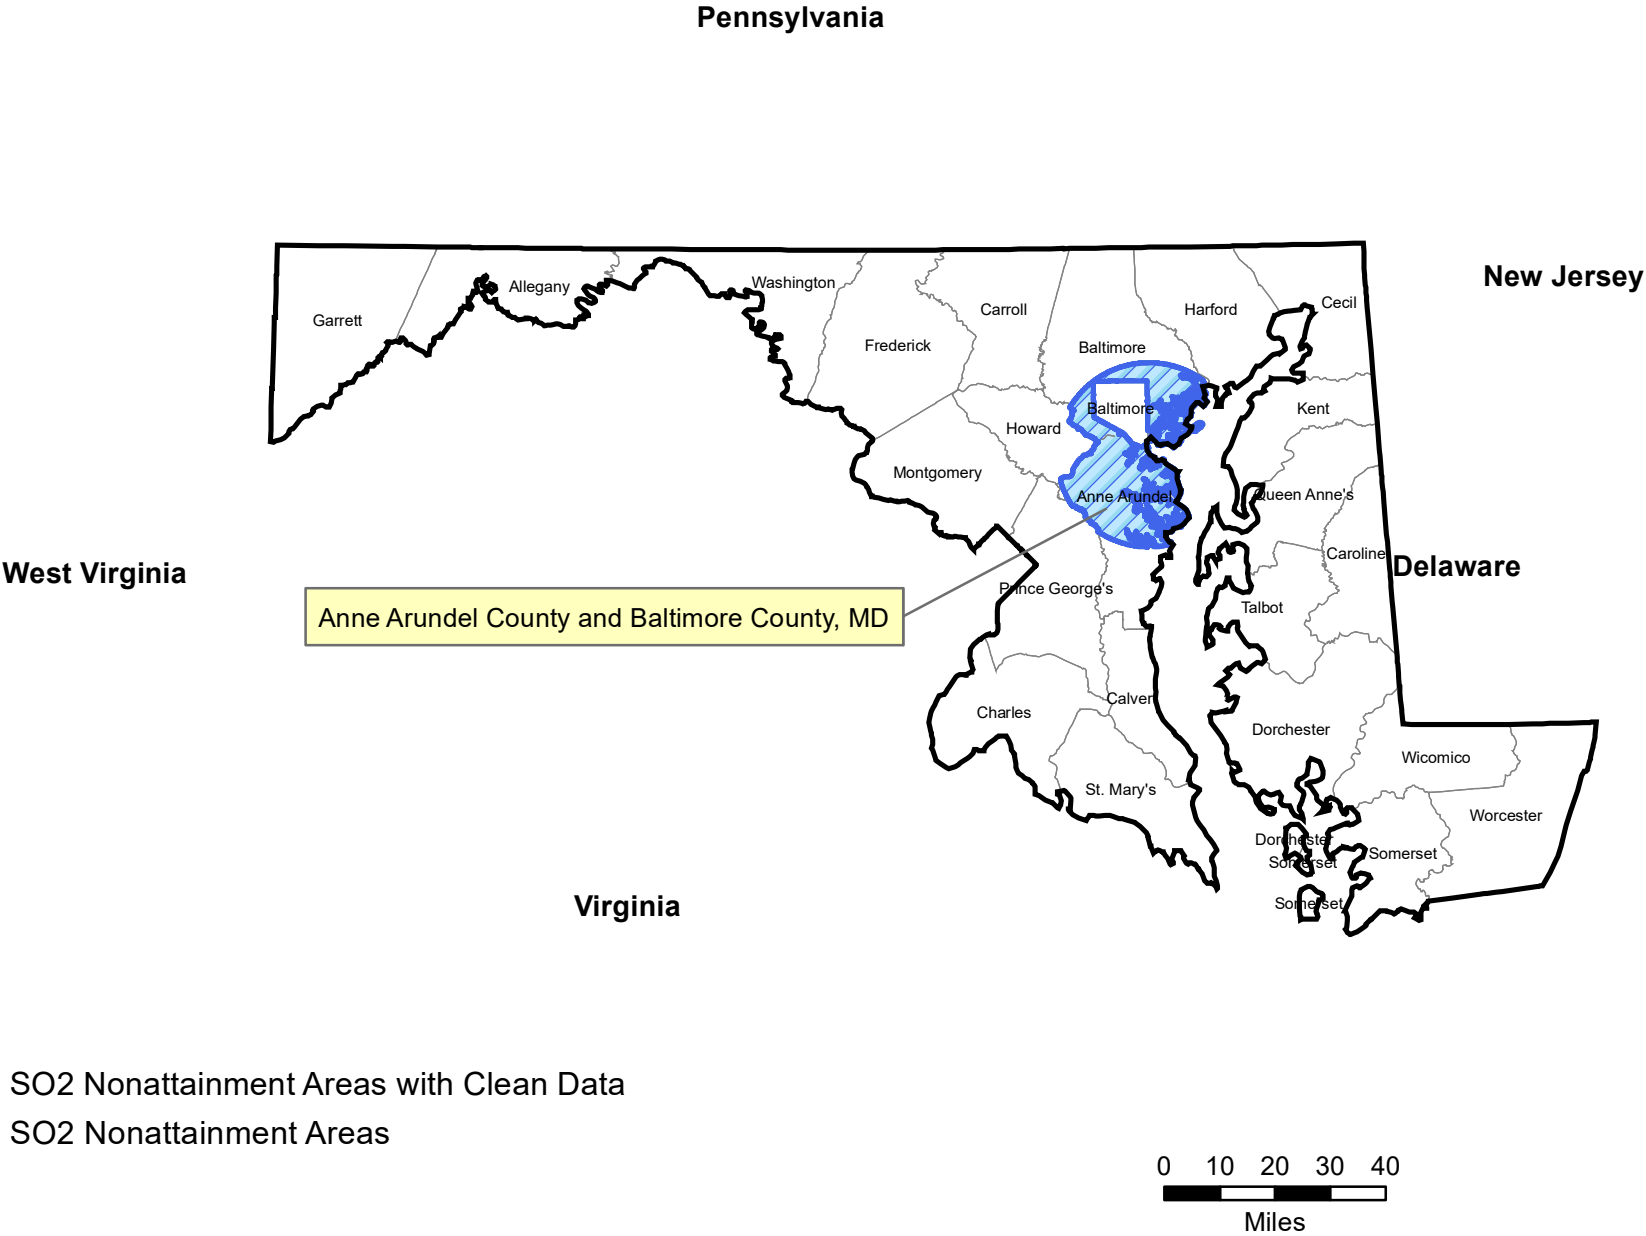 Pennsylvania
New Jersey
Washington
Allegany
Cecil
Carroll
Harford
Garrett
Frederick
Baltimore
Baltimore
Kent
Howard
Montgomery
Anne Arundel
Queen Anne's
Caroline
Delaware
West Virginia
Prince George's
Talbot
Anne Arundel County and Baltimore County, MD
Calver
Charles
Dorchester
Wicomico
St. Mary's
Worcester
Dorchester
Somerset
Somerset
Somerset
Virginia
SO2 Nonattainment Areas with Clean Data
SO2 Nonattainment Areas
0 10 20 30 40
Miles